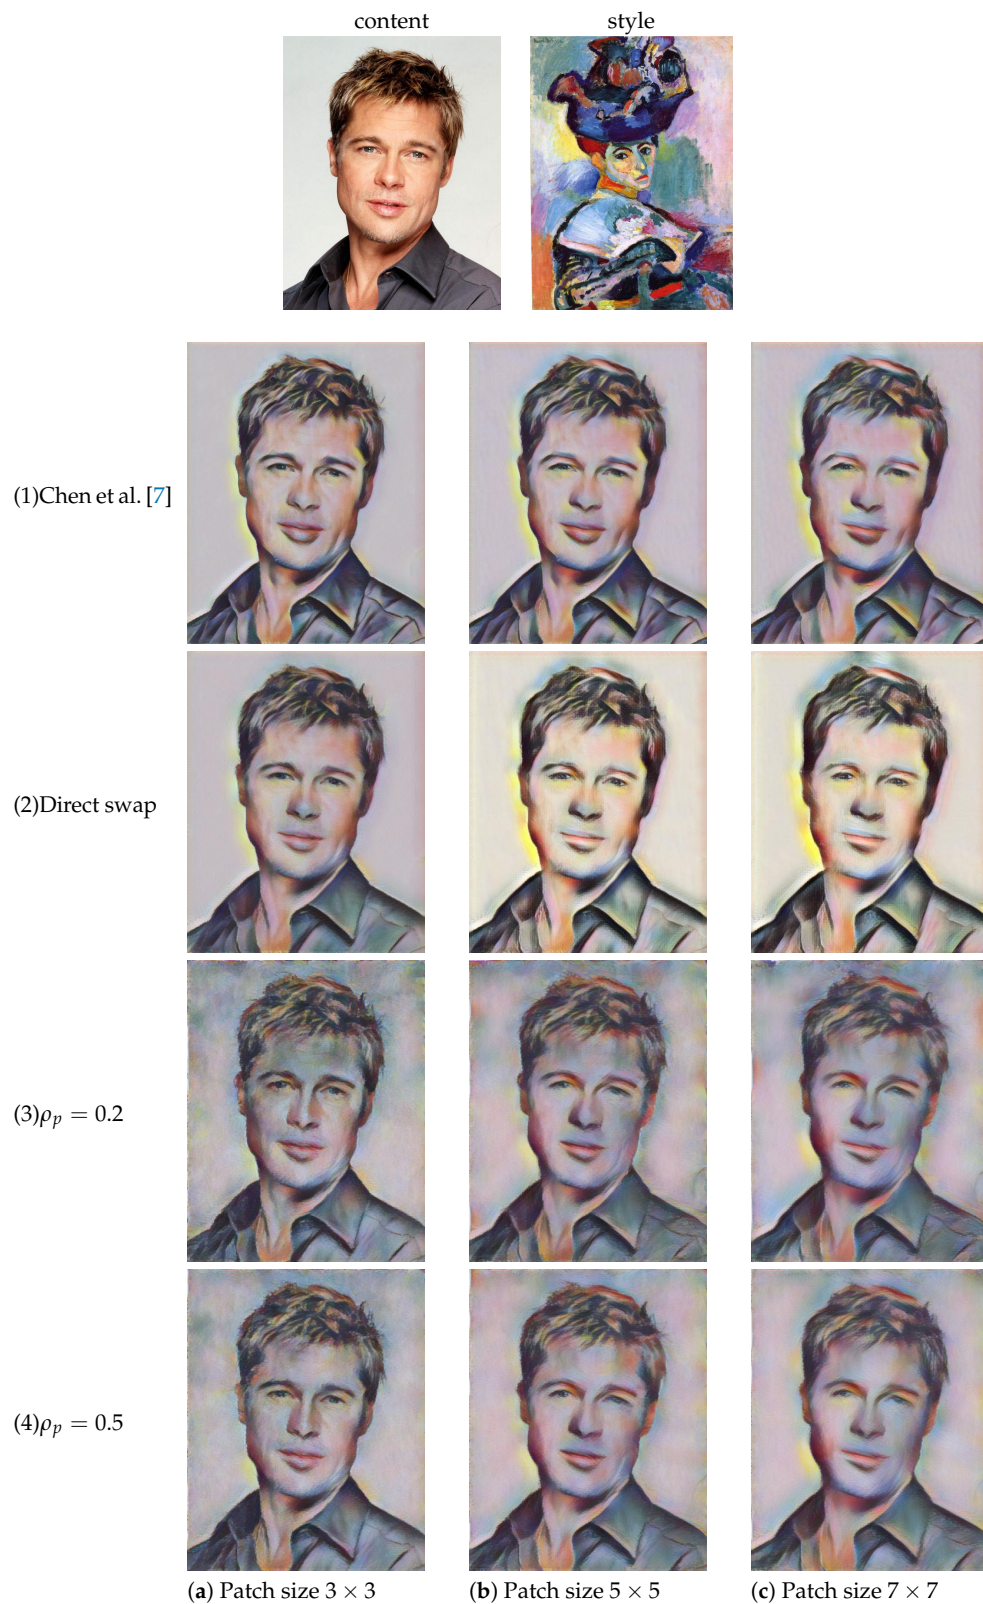 content style
(1)Chen et al. [7]
(2)Direct swap
(3)ρₚ = 0.2
(4)ρₚ = 0.5
(a) Patch size 3 × 3 (b) Patch size 5 × 5 (c) Patch size 7 × 7